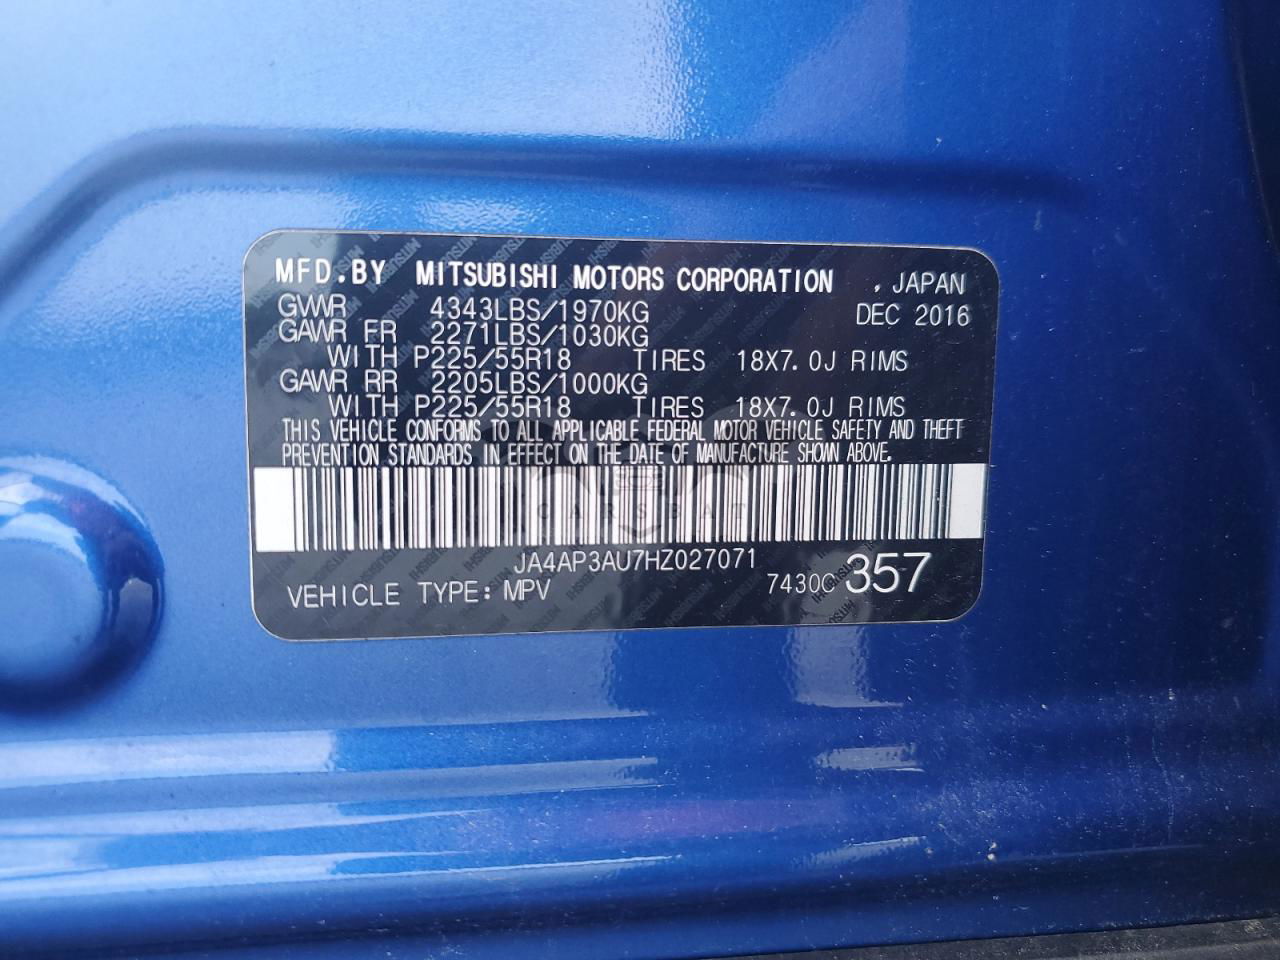 MFD.BY MITSUBISHI MOTORS CORPORATION , JAPAN
GVWR 4343LBS/1970KG DEC 2016
GAWR FR 2271LBS/1030KG
WITH P225/55R18 TIRES 18X7.0J RIMS
GAWR RR 2205LBS/1000KG
WITH P225/55R18 TIRES 18X7.0J RIMS
THIS VEHICLE CONFORMS TO ALL APPLICABLE FEDERAL MOTOR VEHICLE SAFETY AND THEFT
PREVENTION STANDARDS IN EFFECT ON THE DATE OF MANUFACTURE SHOWN ABOVE.
CARSBAT
JA4AP3AU7HZ027071
VEHICLE TYPE: MPV 7430C 357